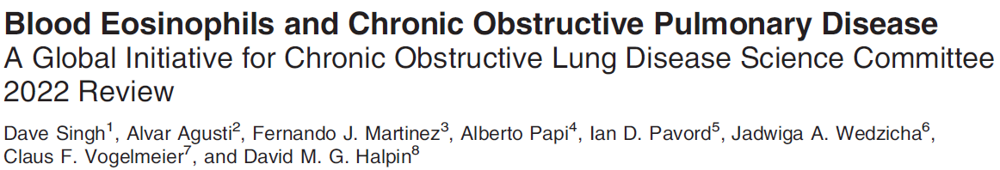 Blood Eosinophils and Chronic Obstructive Pulmonary Disease
A Global Initiative for Chronic Obstructive Lung Disease Science Committee
2022 Review
Dave Singh1, Alvar Agusti2, Fernando J. Martinez3, Alberto Papi4, Ian D. Pavord5, Jadwiga A. Wedzicha6,
Claus F. Vogelmeier7, and David M. G. Halpin8